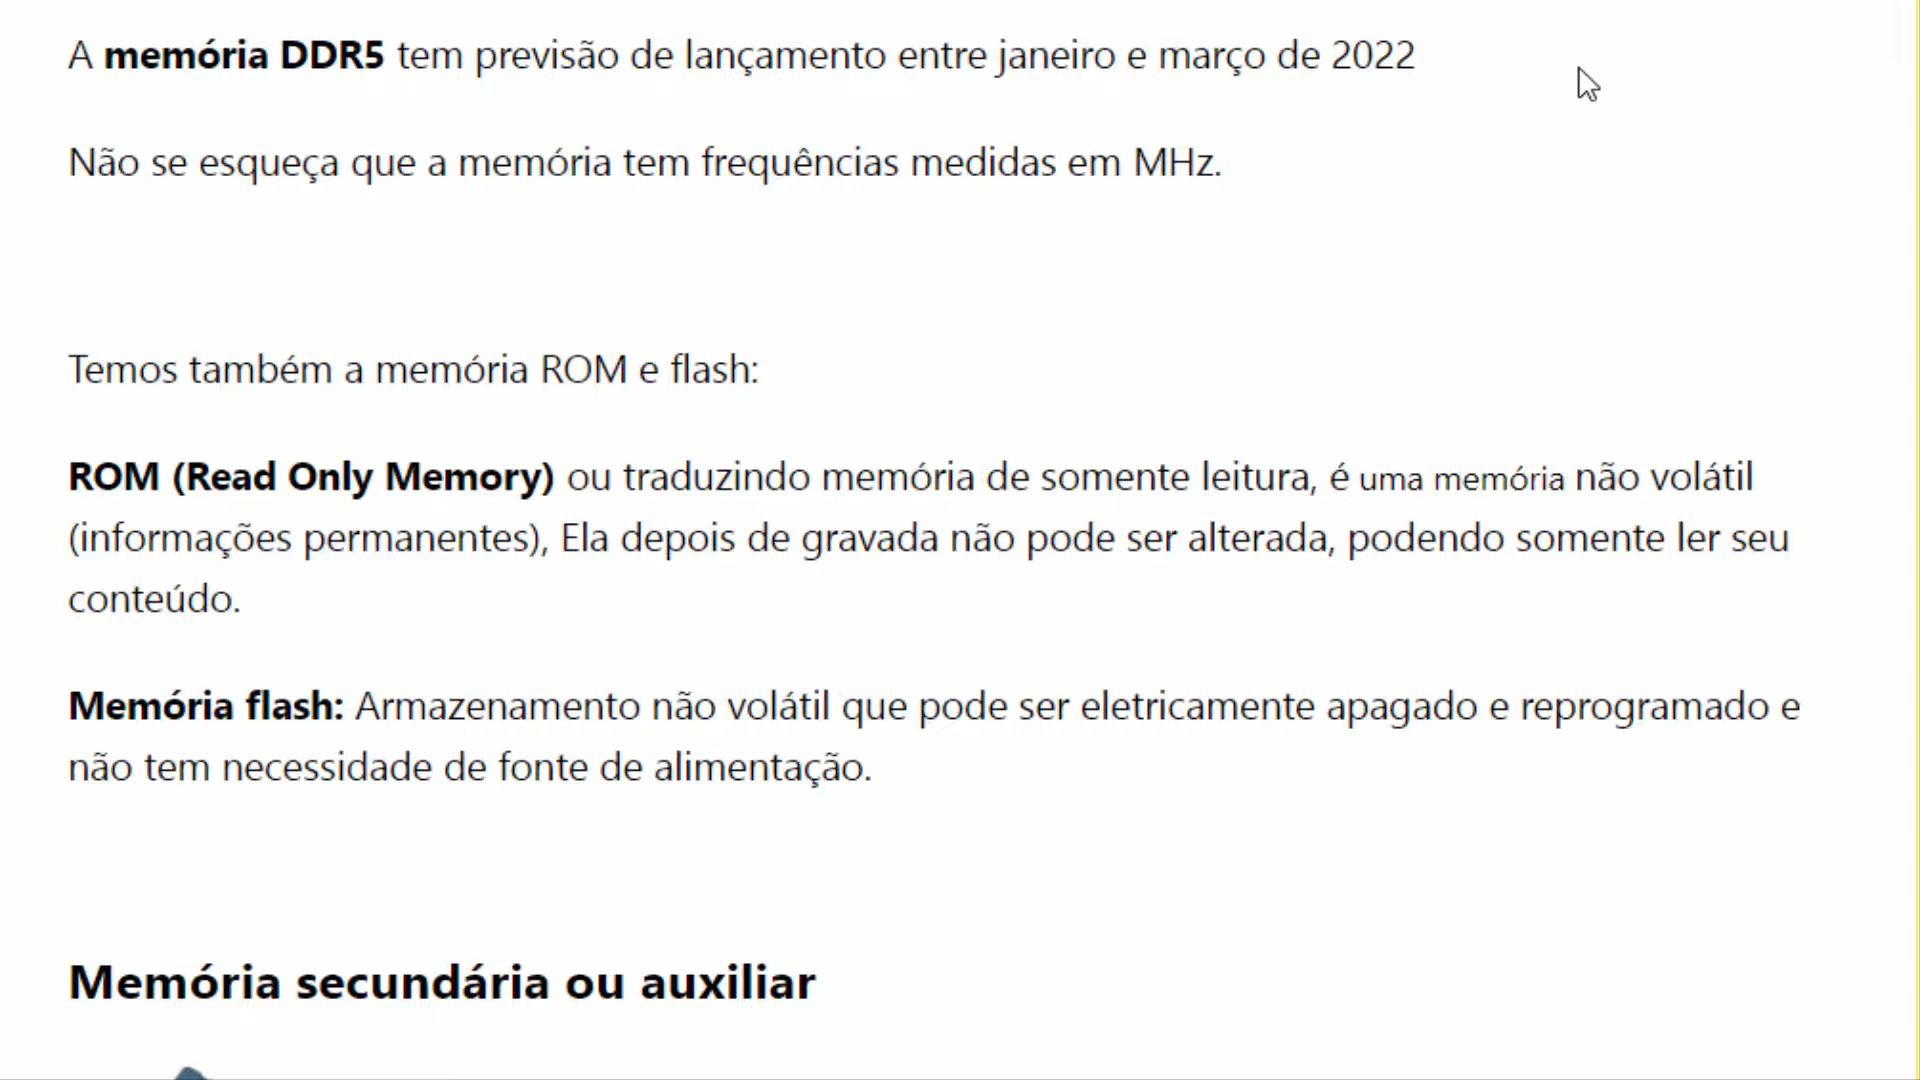 A memória DDR5 tem previsão de lançamento entre janeiro e março de 2022
Não se esqueça que a memória tem frequências medidas em MHz.
Temos também a memória ROM e flash:
ROM (Read Only Memory) ou traduzindo memória de somente leitura, é uma memória não volátil
(informações permanentes), Ela depois de gravada não pode ser alterada, podendo somente ler seu
conteúdo.
Memória flash: Armazenamento não volátil que pode ser eletricamente apagado e reprogramado e
não tem necessidade de fonte de alimentação.
Memória secundária ou auxiliar